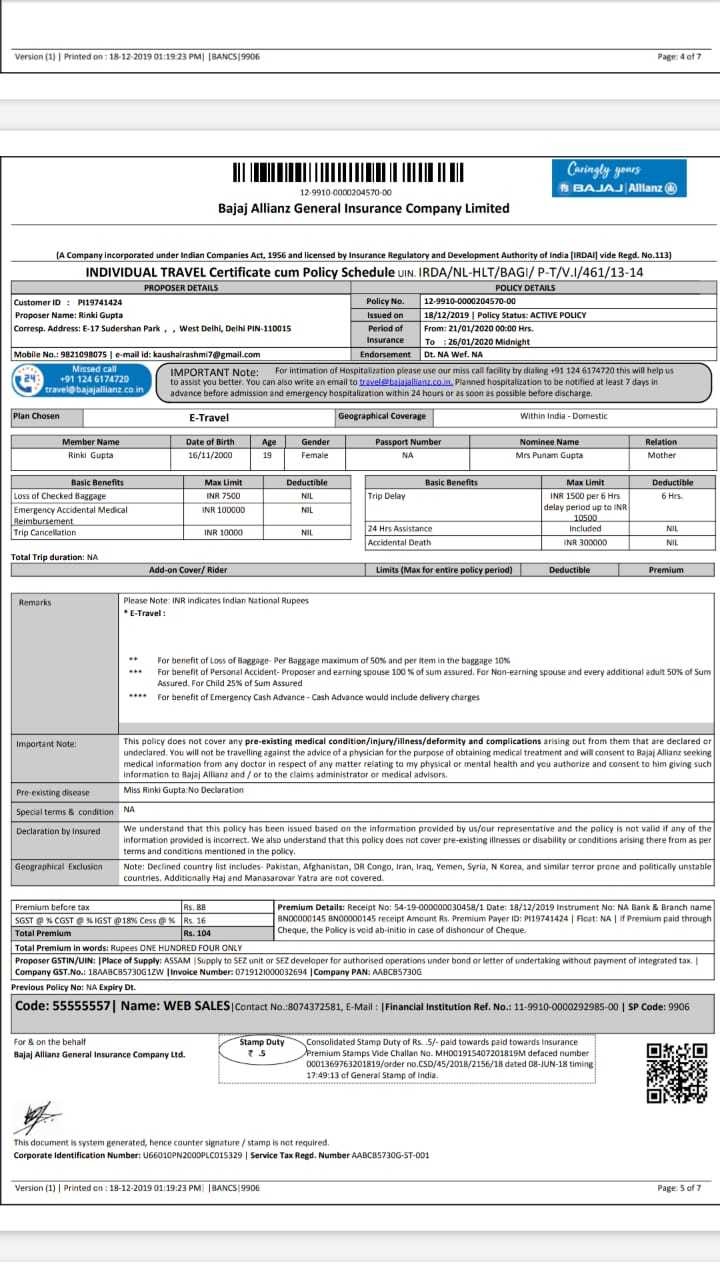 Version (1) | Printed on : 18-12-2019 01:19:23 PM| |BANCS|9906 Page: 4 of 7
Caringly yours
BAJAJ | Allianz
12-9910-0000204570-00
Bajaj Allianz General Insurance Company Limited
(A Company incorporated under Indian Companies Act, 1956 and licensed by Insurance Regulatory and Development Authority of India [IRDAI] vide Regd. No.113)
INDIVIDUAL TRAVEL Certificate cum Policy Schedule UIN. IRDA/NL-HLT/BAGI/ P-T/V.I/461/13-14
PROPOSER DETAILS POLICY DETAILS
Customer ID : PI19741424 Policy No. 12-9910-0000204570-00
Proposer Name: Rinki Gupta Issued on 18/12/2019 | Policy Status: ACTIVE POLICY
Corresp. Address: E-17 Sudershan Park , , West Delhi, Delhi PIN-110015 Period of Insurance From: 21/01/2020 00:00 Hrs.
To : 26/01/2020 Midnight
Mobile No.: 9821098075 | e-mail id: kaushairashmi7@gmail.com Endorsement Dt. NA Wef. NA
24 Missed call
+91 124 6174720
travel@bajajallianz.co.in
IMPORTANT Note: For intimation of Hospitalization please use our miss call facility by dialing +91 124 6174720 this will help us
to assist you better. You can also write an email to travel@bajajallianz.co.in. Planned hospitalization to be notified at least 7 days in
advance before admission and emergency hospitalization within 24 hours or as soon as possible before discharge.
Plan Chosen E-Travel Geographical Coverage Within India - Domestic
Member Name Date of Birth Age Gender Passport Number Nominee Name Relation
Rinki Gupta 16/11/2000 19 Female NA Mrs Punam Gupta Mother
Basic Benefits Max Limit Deductible
Loss of Checked Baggage INR 7500 NIL
Emergency Accidental Medical INR 100000 NIL
Reimbursement
Trip Cancellation INR 10000 NIL
Basic Benefits Max Limit Deductible
Trip Delay INR 1500 per 6 Hrs 6 Hrs.
delay period up to INR
10500
24 Hrs Assistance Included NIL
Accidental Death INR 300000 NIL
Total Trip duration: NA
Add-on Cover/ Rider Limits (Max for entire policy period) Deductible Premium
Remarks Please Note: INR indicates Indian National Rupees
* E-Travel :
** For benefit of Loss of Baggage- Per Baggage maximum of 50% and per item in the baggage 10%
*** For benefit of Personal Accident- Proposer and earning spouse 100 % of sum assured. For Non-earning spouse and every additional adult 50% of Sum
Assured. For Child 25% of Sum Assured
**** For benefit of Emergency Cash Advance - Cash Advance would include delivery charges
Important Note: This policy does not cover any pre-existing medical condition/injury/illness/deformity and complications arising out from them that are declared or
undeclared. You will not be travelling against the advice of a physician for the purpose of obtaining medical treatment and will consent to Bajaj Allianz seeking
medical information from any doctor in respect of any matter relating to my physical or mental health and you authorize and consent to him giving such
information to Bajaj Allianz and / or to the claims administrator or medical advisors.
Pre-existing disease Miss Rinki Gupta:No Declaration
Special terms & condition NA
Declaration by Insured We understand that this policy has been issued based on the information provided by us/our representative and the policy is not valid if any of the
information provided is incorrect. We also understand that this policy does not cover pre-existing illnesses or disability or conditions arising there from as per
terms and conditions mentioned in the policy.
Geographical Exclusion Note: Declined country list includes- Pakistan, Afghanistan, DR Congo, Iran, Iraq, Yemen, Syria, N Korea, and similar terror prone and politically unstable
countries. Additionally Haj and Manasarovar Yatra are not covered.
Premium before tax Rs. 88
SGST @ % CGST @ % IGST @18% Cess @ % Rs. 16
Total Premium Rs. 104
Premium Details: Receipt No: 54-19-000000030458/1 Date: 18/12/2019 Instrument No: NA Bank & Branch name
BN00000145 BN00000145 receipt Amount Rs. Premium Payer ID: PI19741424 | Float: NA | If Premium paid through
Cheque, the Policy is void ab-initio in case of dishonour of Cheque.
Total Premium in words: Rupees ONE HUNDRED FOUR ONLY
Proposer GSTIN/UIN: |Place of Supply: ASSAM |Supply to SEZ unit or SEZ developer for authorised operations under bond or letter of undertaking without payment of integrated tax. |
Company GST.No.: 18AABCB5730G1ZW |Invoice Number: 071912I000032694 |Company PAN: AABCB5730G
Previous Policy No: NA Expiry Dt.
Code: 55555557| Name: WEB SALES|Contact No.:8074372581, E-Mail : |Financial Institution Ref. No.: 11-9910-0000292985-00 | SP Code: 9906
For & on the behalf
Bajaj Allianz General Insurance Company Ltd.
Stamp Duty
₹ .5
Consolidated Stamp Duty of Rs. .5/- paid towards paid towards Insurance
Premium Stamps Vide Challan No. MH001915407201819M defaced number
0001369763201819/order no.CSD/45/2018/2156/18 dated 08-JUN-18 timing
17:49:13 of General Stamp of India.
This document is system generated, hence counter signature / stamp is not required.
Corporate Identification Number: U66010PN2000PLC015329 | Service Tax Regd. Number AABCB5730G-ST-001
Version (1) | Printed on : 18-12-2019 01:19:23 PM| |BANCS|9906 Page: 5 of 7